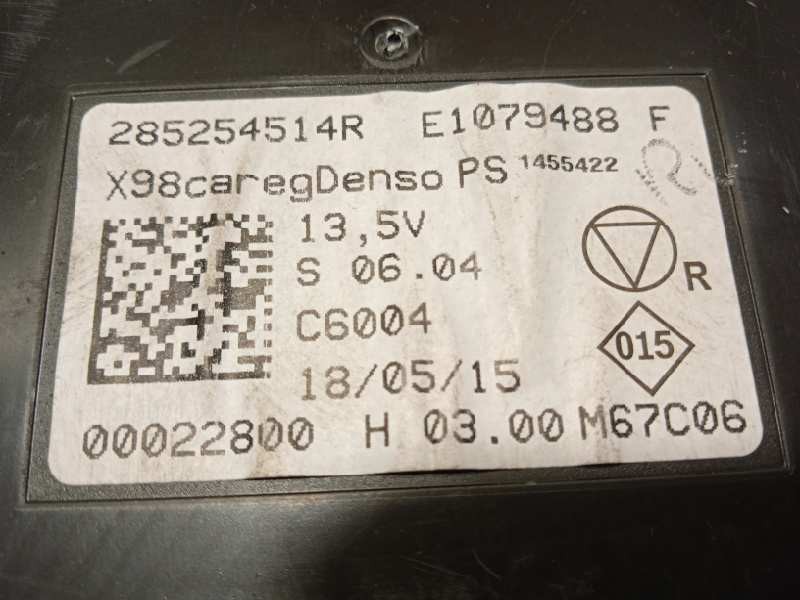 285254514R E1079488 F
X98caregDenso PS 1455422
13,5V
S 06.04
R
C6004
015
18/05/15
00022800 H 03.00 M67C06